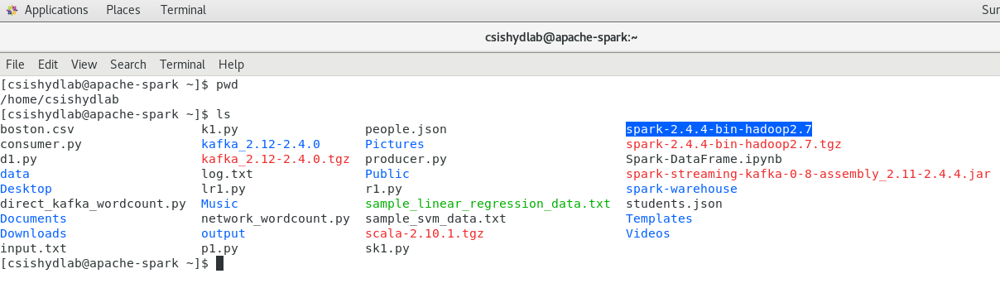 Applications Places Terminal Sun
csishydlab@apache-spark:~
File Edit View Search Terminal Help
[csishydlab@apache-spark ~]$ pwd
/home/csishydlab
[csishydlab@apache-spark ~]$ ls
boston.csv k1.py people.json spark-2.4.4-bin-hadoop2.7
consumer.py kafka_2.12-2.4.0 Pictures spark-2.4.4-bin-hadoop2.7.tgz
d1.py kafka_2.12-2.4.0.tgz producer.py Spark-DataFrame.ipynb
data log.txt Public spark-streaming-kafka-0-8-assembly_2.11-2.4.4.jar
Desktop lr1.py r1.py spark-warehouse
direct_kafka_wordcount.py Music sample_linear_regression_data.txt students.json
Documents network_wordcount.py sample_svm_data.txt Templates
Downloads output scala-2.10.1.tgz Videos
input.txt p1.py sk1.py
[csishydlab@apache-spark ~]$